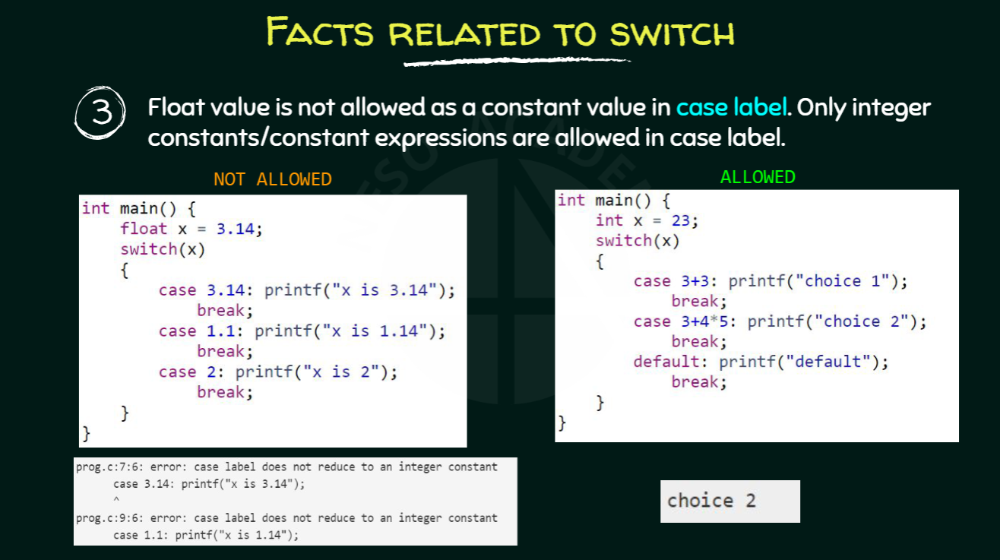 FACTS RELATED TO SWITCH
3
Float value is not allowed as a constant value in case label. Only integer
constants/constant expressions are allowed in case label.
NOT ALLOWED
int main() {
    float x = 3.14;
    switch(x)
    {
        case 3.14: printf("x is 3.14");
            break;
        case 1.1: printf("x is 1.14");
            break;
        case 2: printf("x is 2");
            break;
    }
}
prog.c:7:6: error: case label does not reduce to an integer constant
      case 3.14: printf("x is 3.14");
      ^
prog.c:9:6: error: case label does not reduce to an integer constant
      case 1.1: printf("x is 1.14");
ALLOWED
int main() {
    int x = 23;
    switch(x)
    {
        case 3+3: printf("choice 1");
            break;
        case 3+4*5: printf("choice 2");
            break;
        default: printf("default");
            break;
    }
}
choice 2
NESO ACADEM